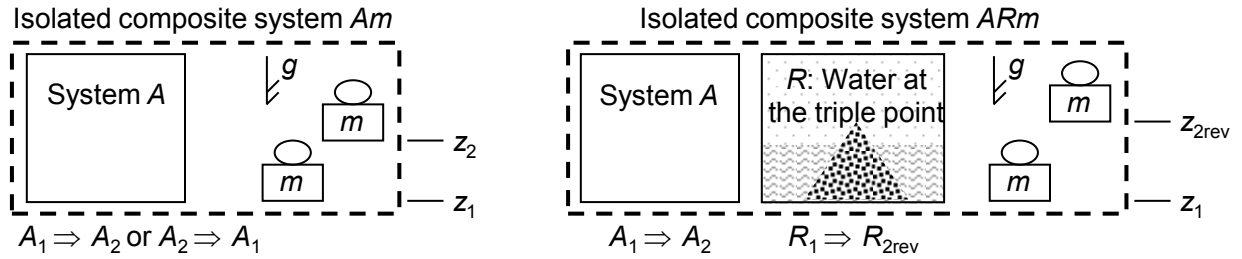 Isolated composite system Am
System A
g
m
m
z2
z1
A1 ⇒ A2 or A2 ⇒ A1
Isolated composite system ARm
System A
R: Water at
the triple point
g
m
m
z2rev
z1
A1 ⇒ A2
R1 ⇒ R2rev